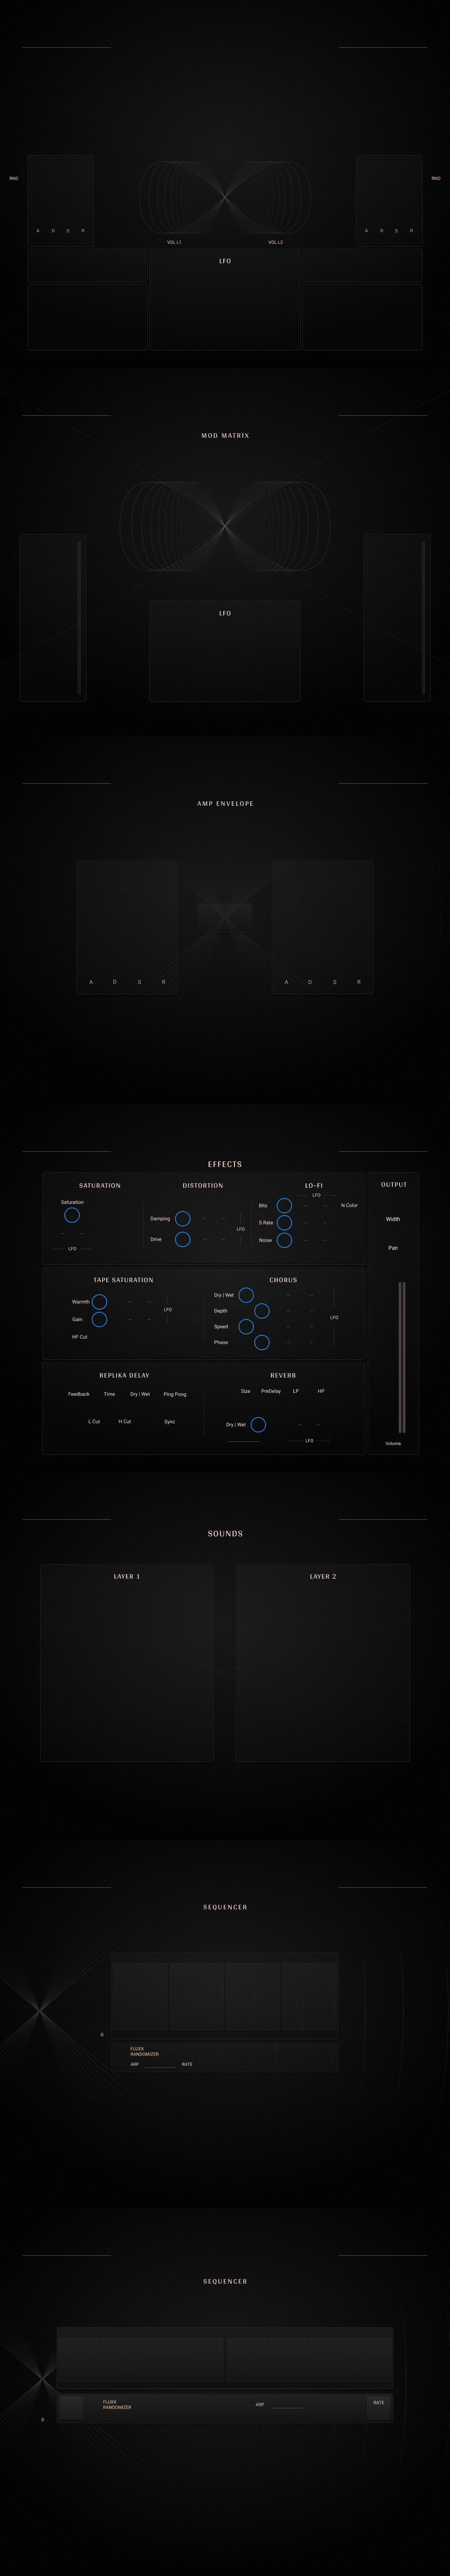 RND
RND
A D S R
A D S R
VOL L1
VOL L2
LFO
MOD MATRIX
LFO
AMP ENVELOPE
A D S R
A D S R
EFFECTS
SATURATION
DISTORTION
LO-FI
OUTPUT
LFO
Saturation
Bits
N Color
Damping
S Rate
Width
LFO
Drive
Noise
LFO
Pan
TAPE SATURATION
CHORUS
Dry | Wet
Warmth
LFO
Depth
Gain
Speed
LFO
HF Cut
Phase
REPLIKA DELAY
REVERB
Feedback Time Dry | Wet Ping Pong
Size PreDelay LP HP
L Cut H Cut Sync
Dry | Wet
LFO
Volume
SOUNDS
LAYER 1
LAYER 2
SEQUENCER
D
FLUXX
RANDOMIZER
ARP
RATE
SEQUENCER
FLUXX
RANDOMIZER
ARP
RATE
D